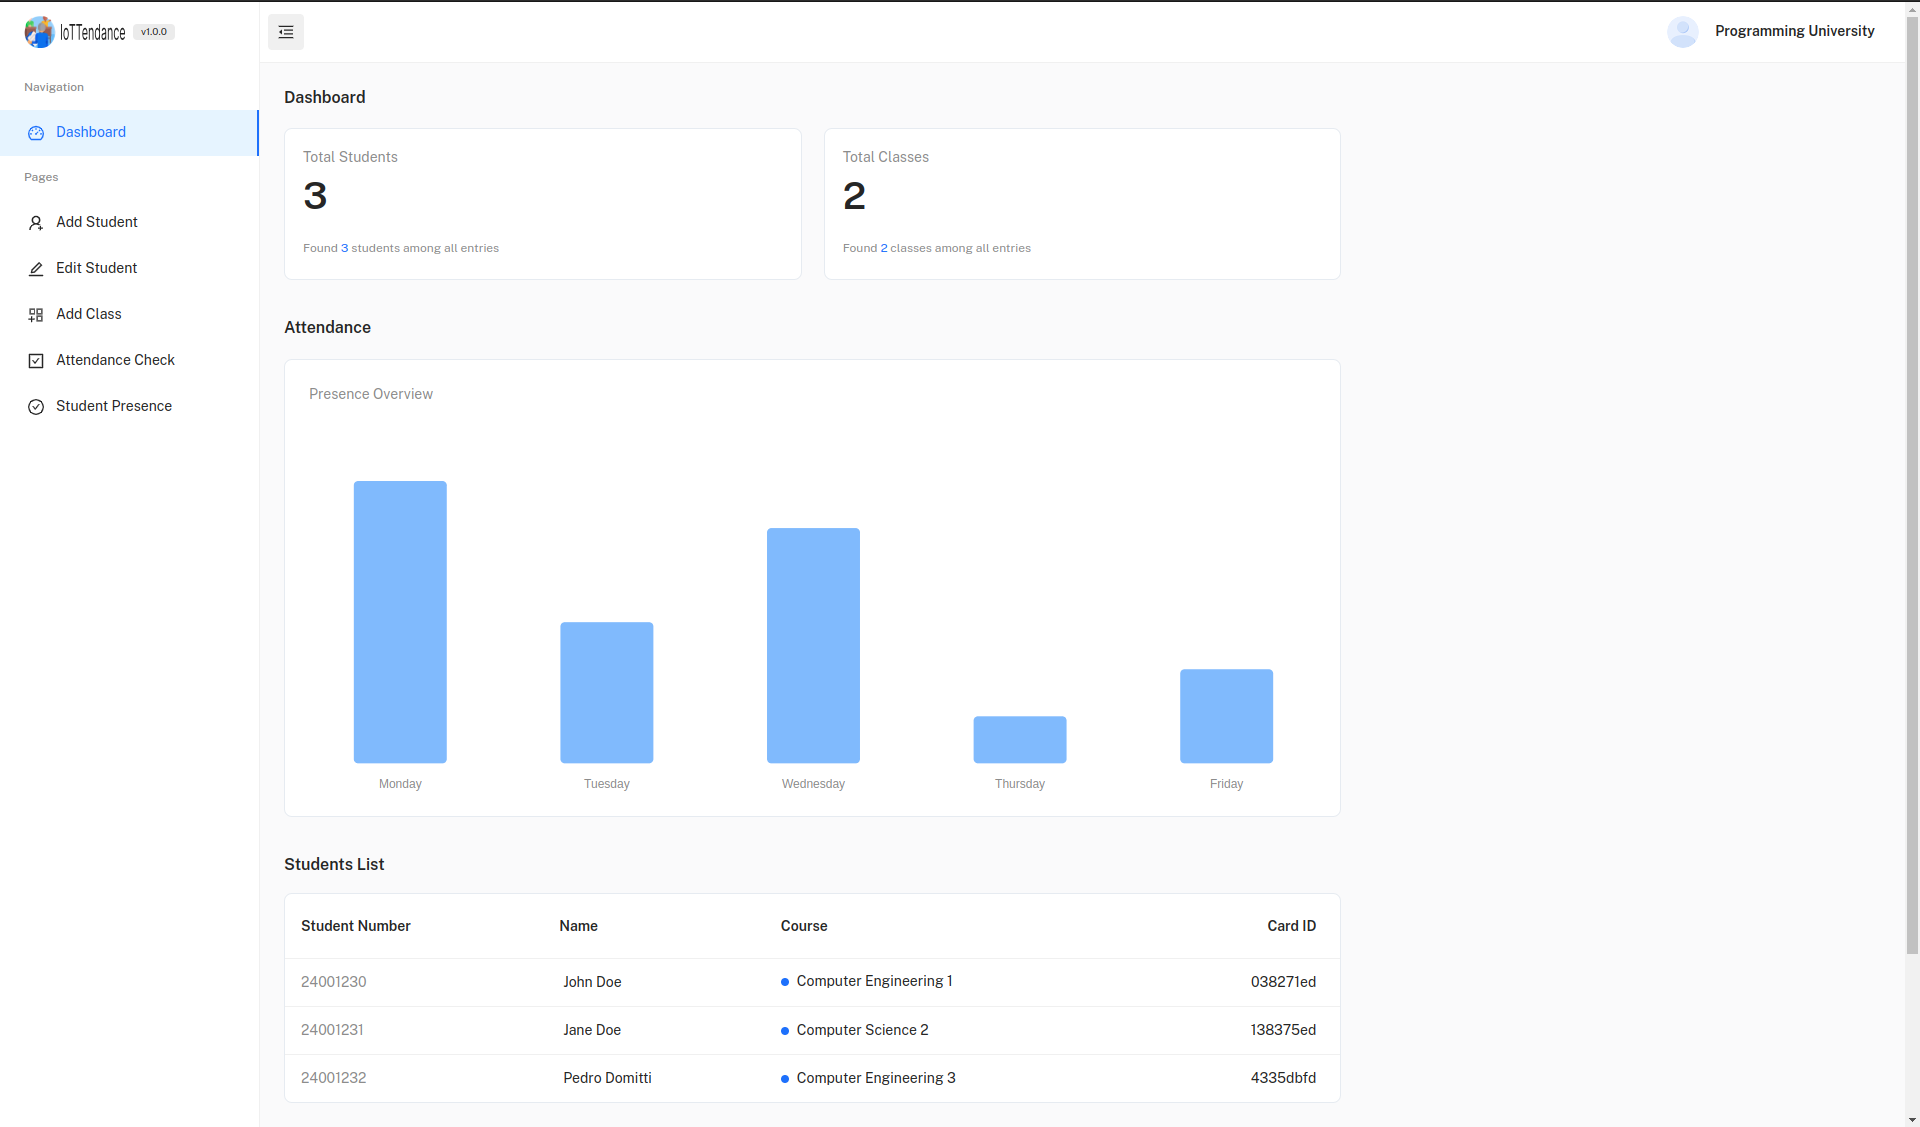 IoTTendance v1.0.0
Programming University
Navigation
Dashboard
Pages
Add Student
Edit Student
Add Class
Attendance Check
Student Presence
Dashboard
Total Students
3
Found 3 students among all entries
Total Classes
2
Found 2 classes among all entries
Attendance
Presence Overview
Monday Tuesday Wednesday Thursday Friday
Students List
Student Number Name Course Card ID
24001230 John Doe Computer Engineering 1 038271ed
24001231 Jane Doe Computer Science 2 138375ed
24001232 Pedro Domitti Computer Engineering 3 4335dbfd